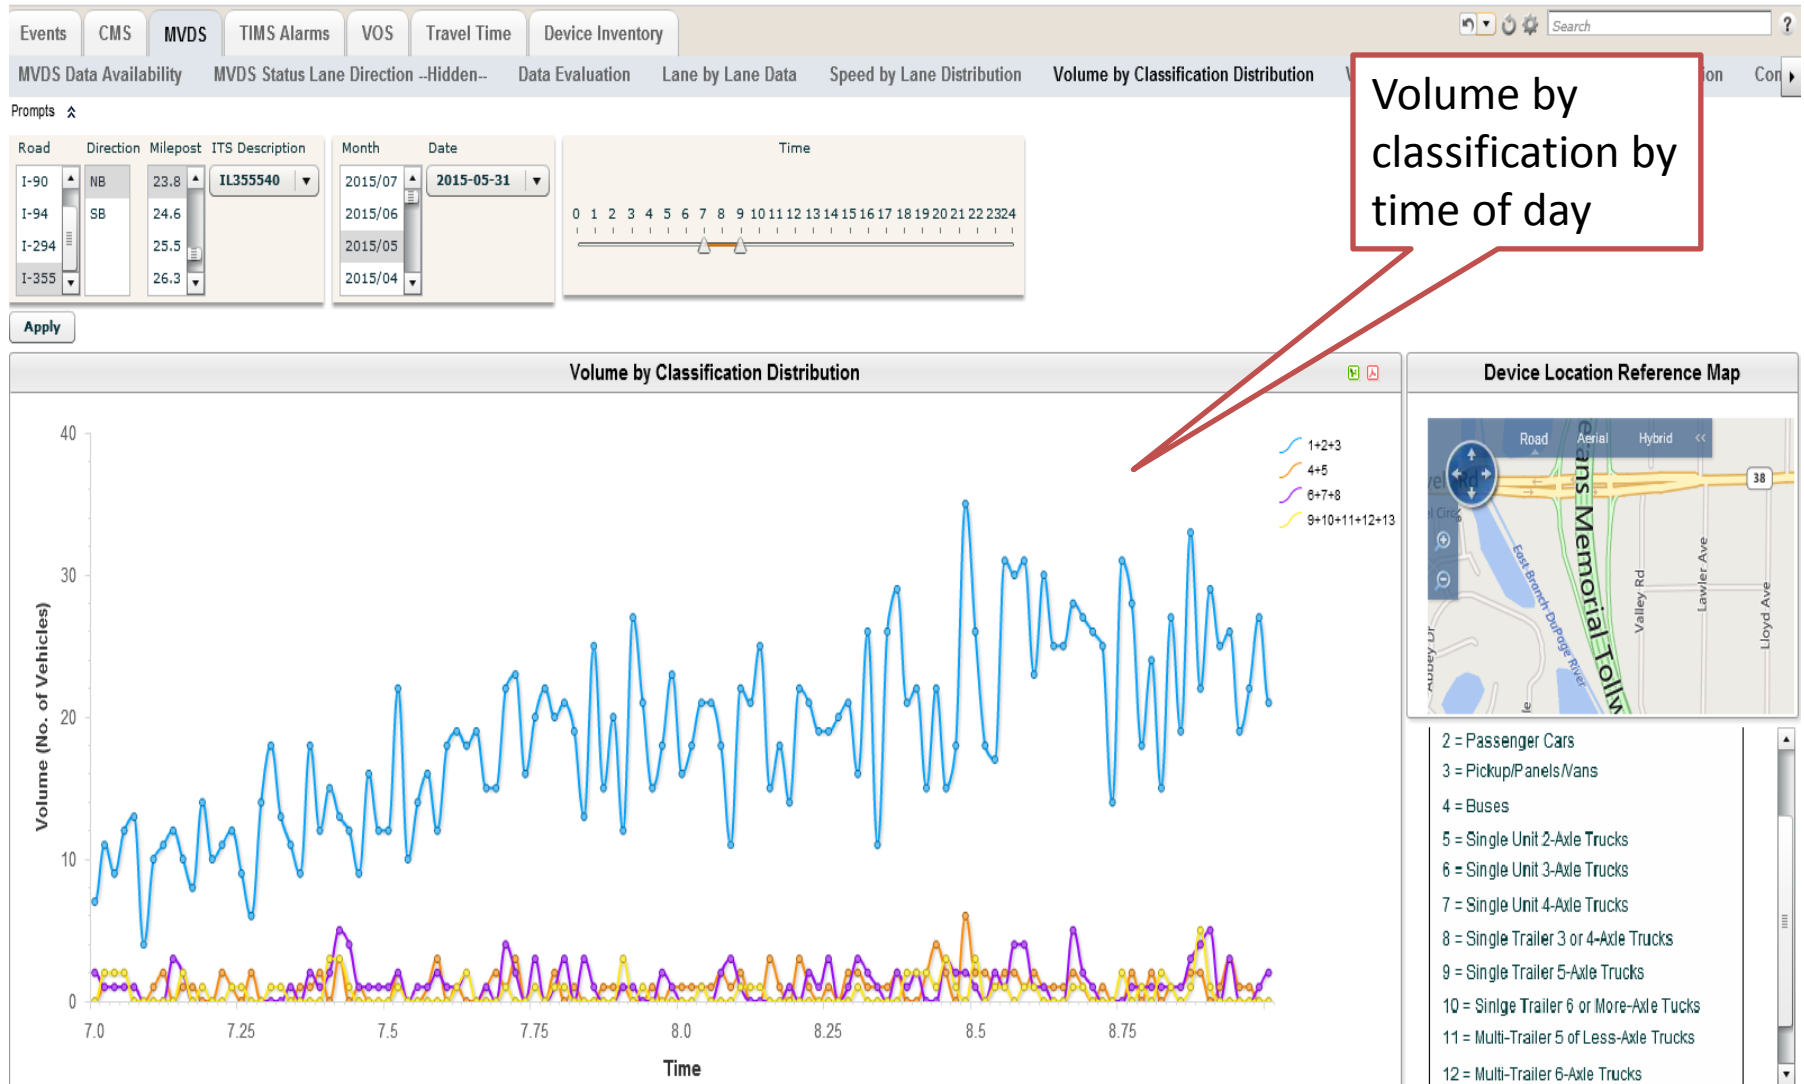 Events CMS MVDS TIMS Alarms VOS Travel Time Device Inventory
Search
?
MVDS Data Availability MVDS Status Lane Direction --Hidden-- Data Evaluation Lane by Lane Data Speed by Lane Distribution Volume by Classification Distribution
Volume by
classification by
time of day
Prompts
Road Direction Milepost ITS Description Month Date Time
I-90 NB 23.8 IL355540 2015/07 2015-05-31
I-94 SB 24.6 2015/06
0 1 2 3 4 5 6 7 8 9 10 11 12 13 14 15 16 17 18 19 20 21 22 23 24
I-294 25.5 2015/05
I-355 26.3 2015/04
Apply
Volume by Classification Distribution
Device Location Reference Map
40
30
20
10
0
Volume (No. of Vehicles)
7.0 7.25 7.5 7.75 8.0 8.25 8.5 8.75
Time
1+2+3
4+5
6+7+8
9+10+11+12+13
Road Aerial Hybrid <<
38
Rd
East Branch DuPage River
Memorial Tollw
Valley Rd
Lawler Ave
Lloyd Ave
2 = Passenger Cars
3 = Pickup/Panels/Vans
4 = Buses
5 = Single Unit 2-Axle Trucks
6 = Single Unit 3-Axle Trucks
7 = Single Unit 4-Axle Trucks
8 = Single Trailer 3 or 4-Axle Trucks
9 = Single Trailer 5-Axle Trucks
10 = Sinlge Trailer 6 or More-Axle Tucks
11 = Multi-Trailer 5 of Less-Axle Trucks
12 = Multi-Trailer 6-Axle Trucks